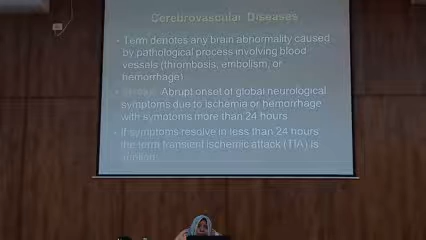 Cerebrovascular Diseases
Term denotes any brain abnormality caused
by pathological process involving blood
vessels (thrombosis, embolism, or
hemorrhage)
Abrupt onset of global neurological
symptoms due to ischemia or hemorrhage
with symptoms more than 24 hours
If symptoms resolve in less than 24 hours
the term transient ischemic attack (TIA) is